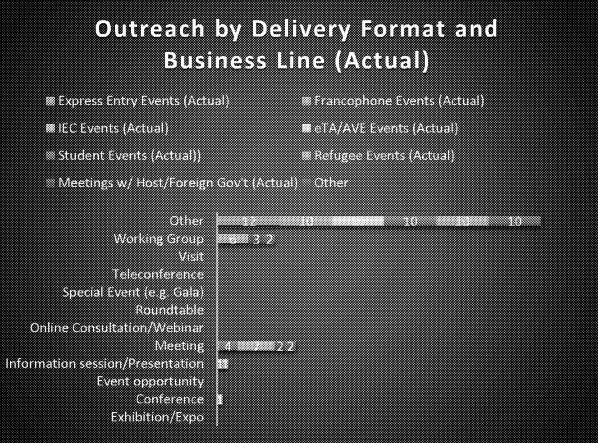 Outreach by Delivery Format and
Business Line (Actual)
Express Entry Events (Actual) Francophone Events (Actual)
IEC Events (Actual) eTA/AVE Events (Actual)
Student Events (Actual)) Refugee Events (Actual)
Meetings w/ Host/Foreign Gov't (Actual) Other
Other 12 10 10 10 10
Working Group 6 3 2
Visit
Teleconference
Special Event (e.g. Gala)
Roundtable
Online Consultation/Webinar
Meeting 4 7 2 2
Information session/Presentation
Event opportunity
Conference
Exhibition/Expo